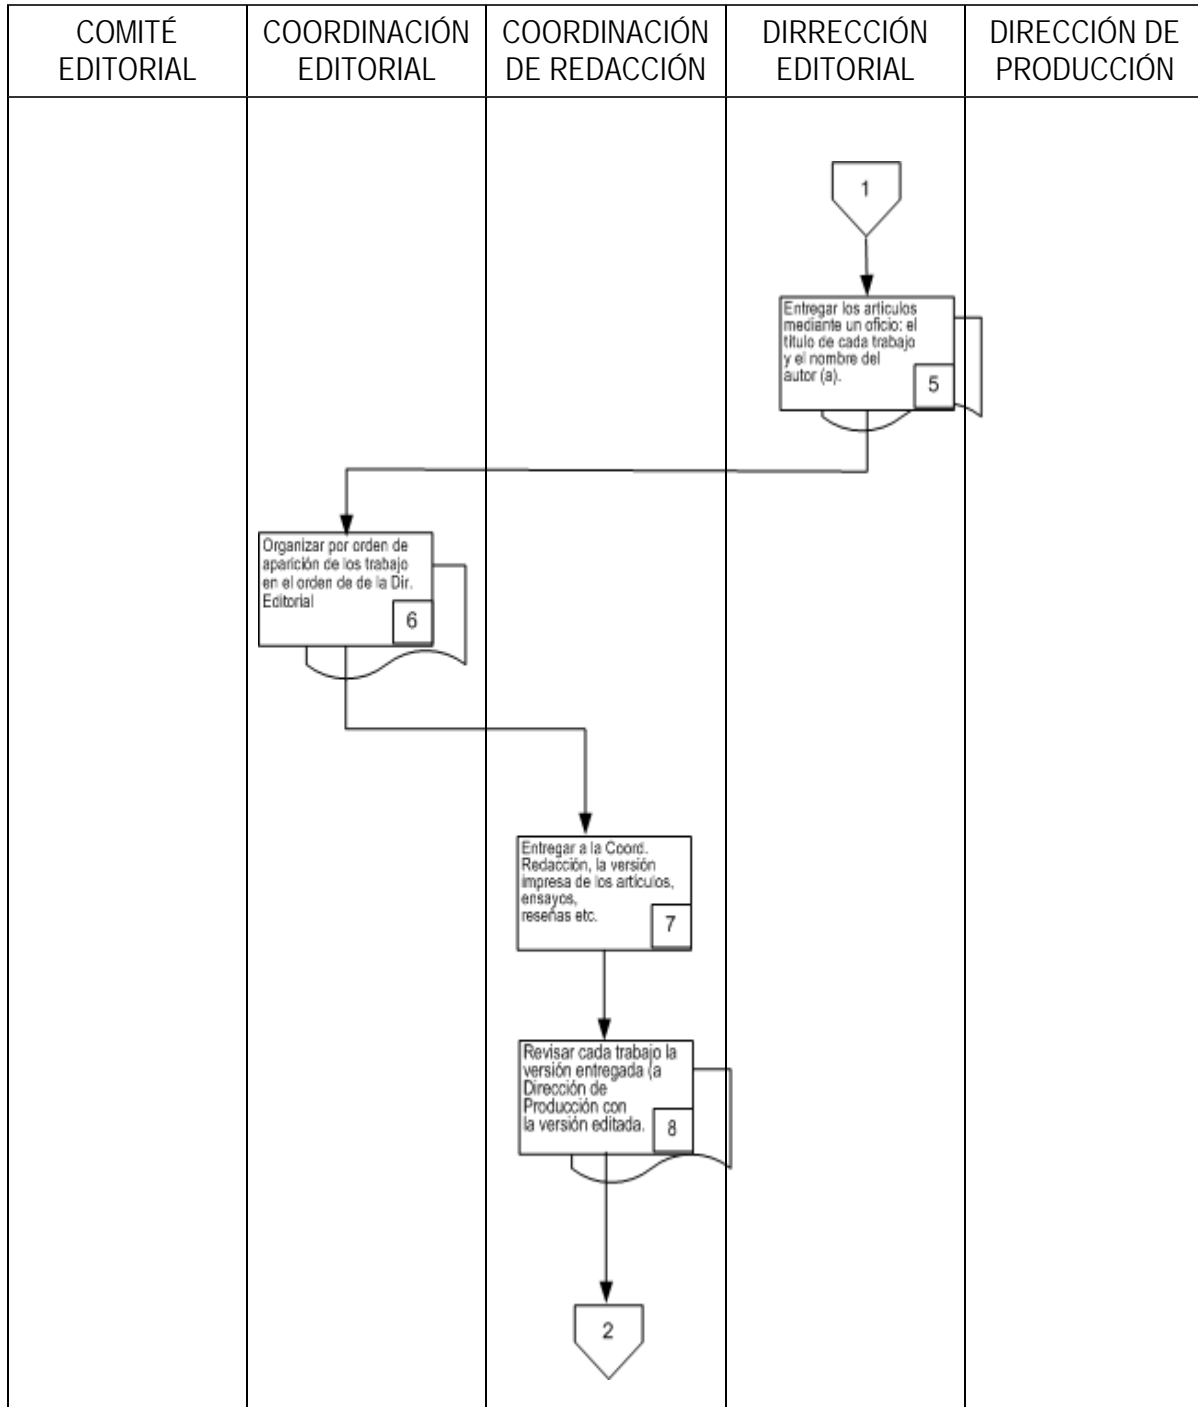 COMITÉ
EDITORIAL
COORDINACIÓN
EDITORIAL
COORDINACIÓN
DE REDACCIÓN
DIRRECCIÓN
EDITORIAL
DIRECCIÓN DE
PRODUCCIÓN
1
Entregar los artículos
mediante un oficio: el
título de cada trabajo
y el nombre del
autor (a).
5
Organizar por orden de
aparición de los trabajo
en el orden de de la Dir.
Editorial
6
Entregar a la Coord.
Redacción, la versión
impresa de los artículos,
ensayos,
reseñas etc.
7
Revisar cada trabajo la
versión entregada (a
Dirección de
Producción con
la versión editada.
8
2